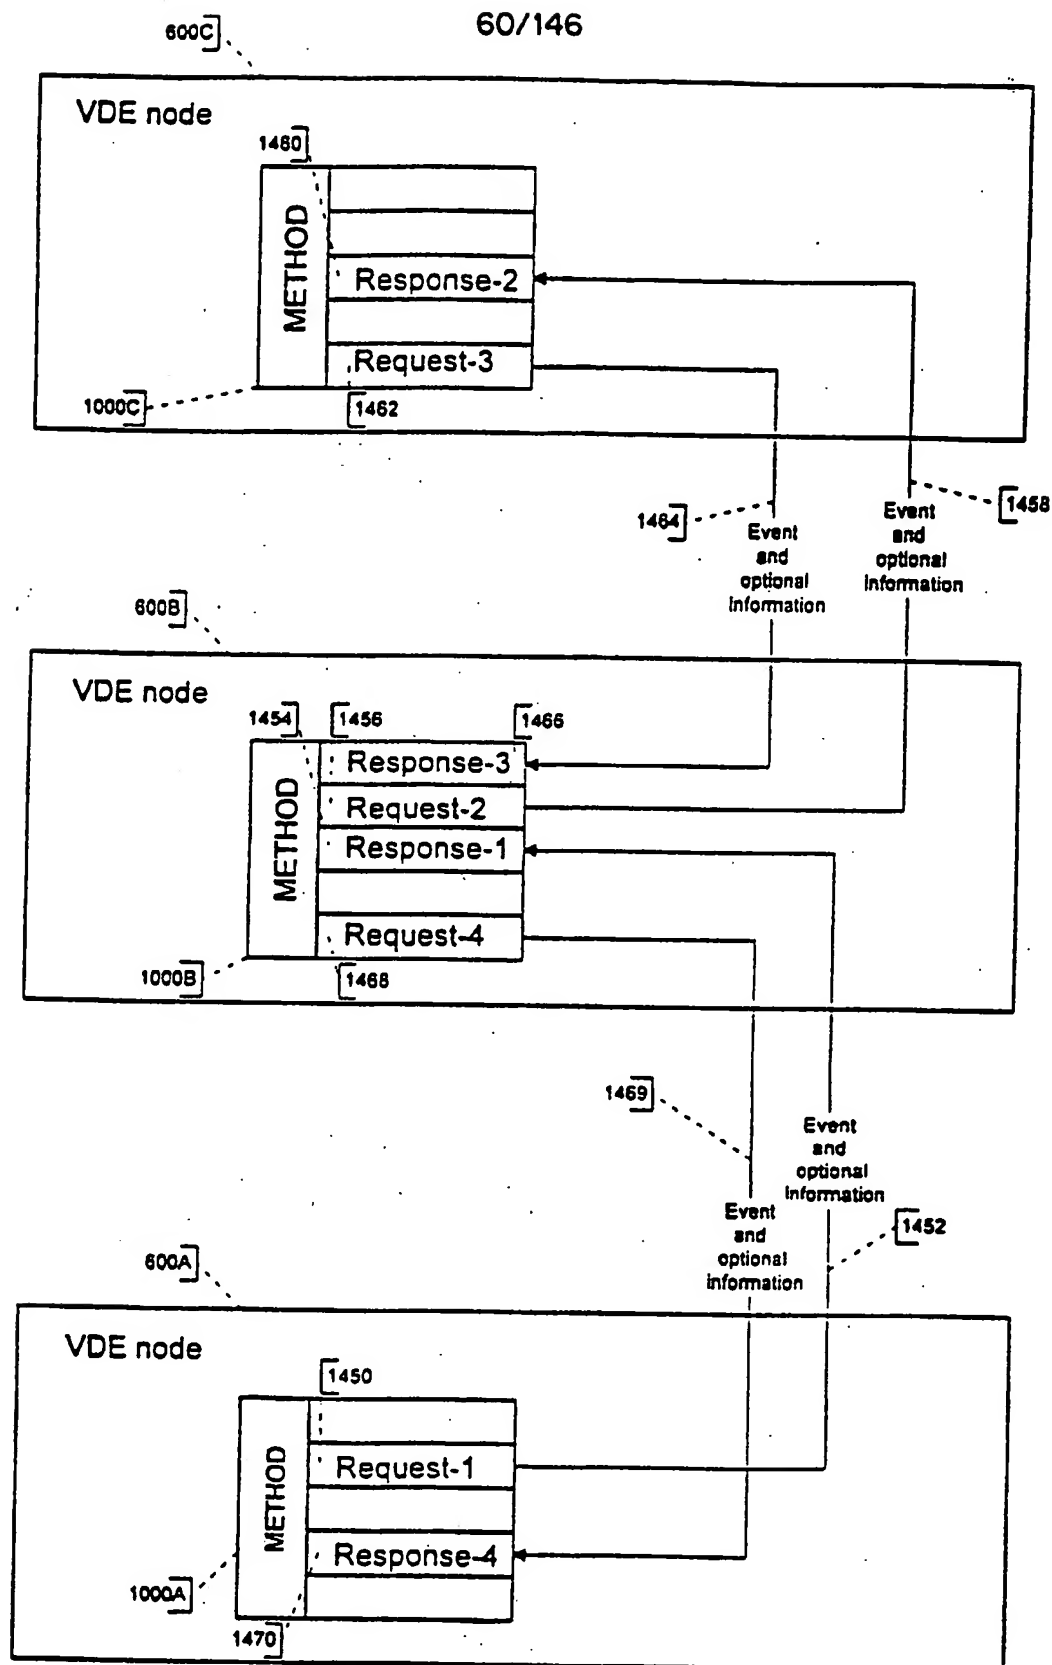 60/146
600C
VDE node
1480
METHOD
Response-2
Request-3
1000C
1462
1464
1458
Event
and
optional
information
Event
and
optional
information
600B
VDE node
1454
1456
1466
METHOD
Response-3
Request-2
Response-1
Request-4
1000B
1468
1469
1452
Event
and
optional
information
Event
and
optional
information
600A
VDE node
1450
METHOD
Request-1
Response-4
1000A
1470